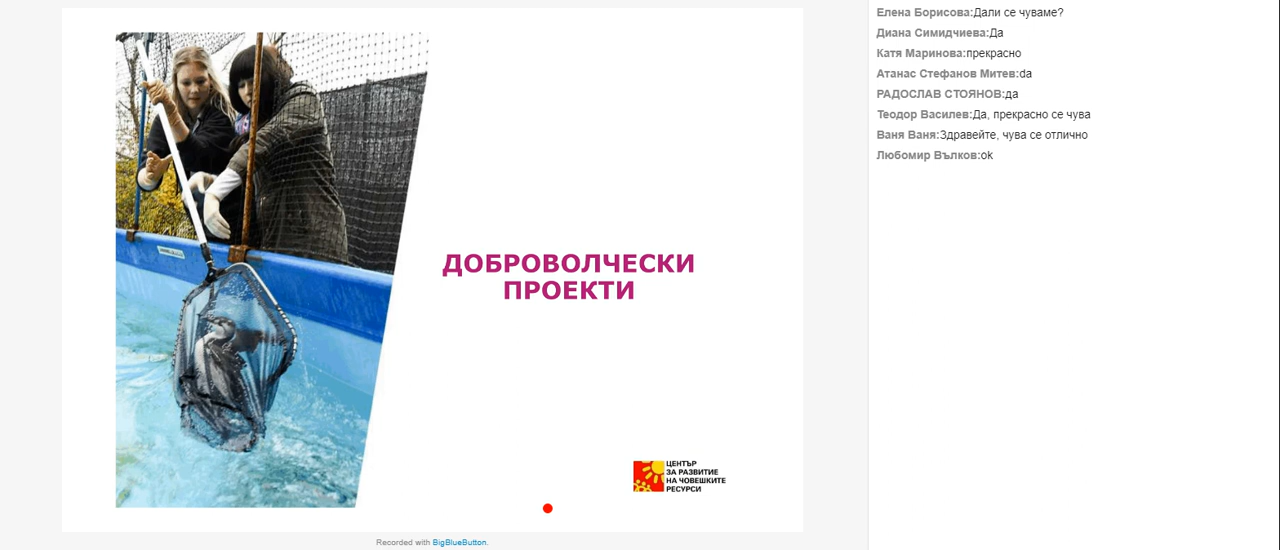 ДОБРОВОЛЧЕСКИ
ПРОЕКТИ
ЦЕНТЪР
ЗА РАЗВИТИЕ
НА ЧОВЕШКИТЕ
РЕСУРСИ
Recorded with BigBlueButton.
Елена Борисова:Дали се чуваме?
Диана Симидчиева:Да
Катя Маринова:прекрасно
Атанас Стефанов Митев:da
РАДОСЛАВ СТОЯНОВ:да
Теодор Василев:Да, прекрасно се чува
Ваня Ваня:Здравейте, чува се отлично
Любомир Вълков:ok